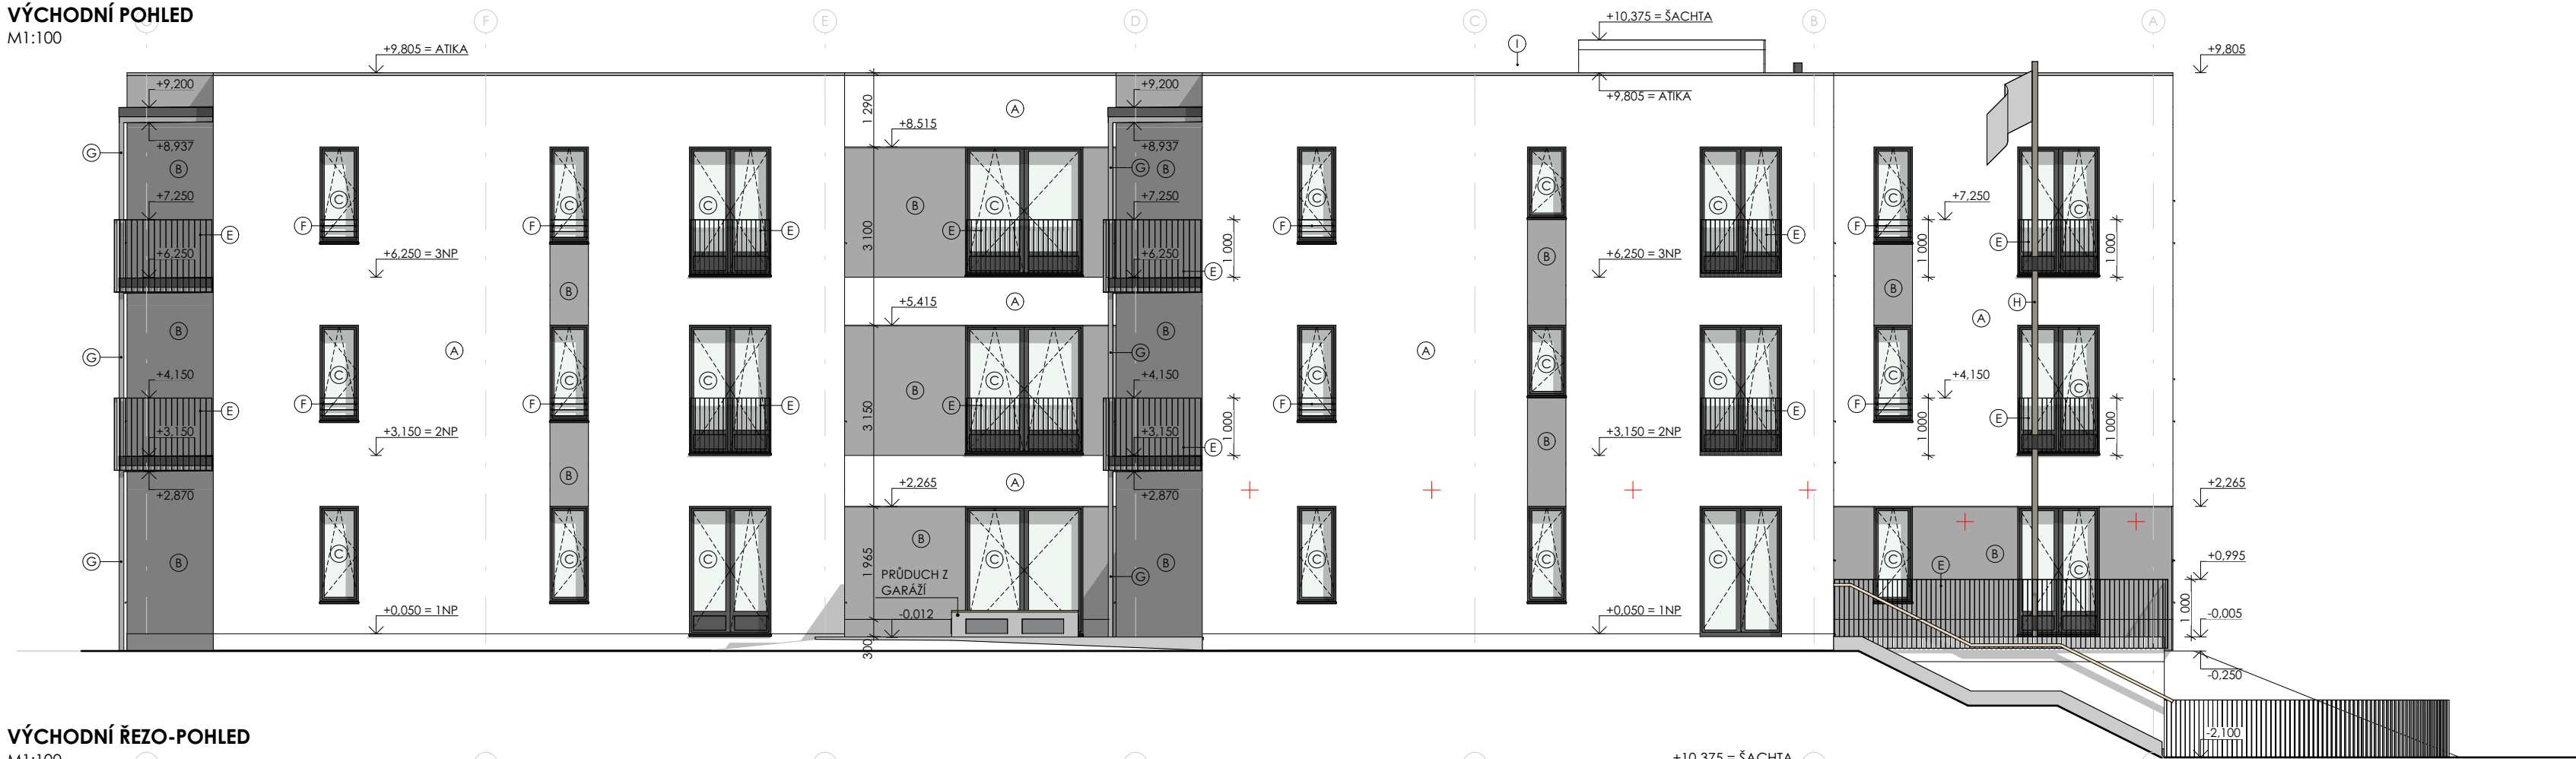 VÝCHODNÍ POHLED
M1:100
F
E
D
C
B
A
+9,805 = ATIKA
+10,375 = ŠACHTA
I
+9,805
+9,200
+9,200
+9,805 = ATIKA
1 290
A
+8,515
+8,937
+8,937
G
B
G
B
+7,250
+7,250
+7,250
C
C
C
B
C
C
C
C
C
C
F
F
E
E
E
F
E
F
E
E
3 100
1 000
1 000
1 000
B
+6,250
+6,250 = 3NP
+6,250
E
+6,250 = 3NP
B
B
B
H
A
+5,415
A
B
B
A
G
G
A
+4,150
+4,150
+4,150
C
C
C
B
C
C
C
C
C
C
F
F
E
E
E
F
E
F
E
3 150
1 000
1 000
1 000
+3,150
+3,150 = 2NP
+3,150
E
+3,150 = 2NP
B
B
+2,870
+2,265
A
+2,870
+2,265
G
B
C
C
C
B
C
G
B
C
C
C
C
E
B
C
+0,995
1 965
PRŮDUCH Z
GARÁŽÍ
+0,050 = 1NP
-0,012
+0,050 = 1NP
1 000
-0,005
300
-0,250
VÝCHODNÍ ŘEZO-POHLED
-2,100
M1:100
+10,375 = ŠACHTA